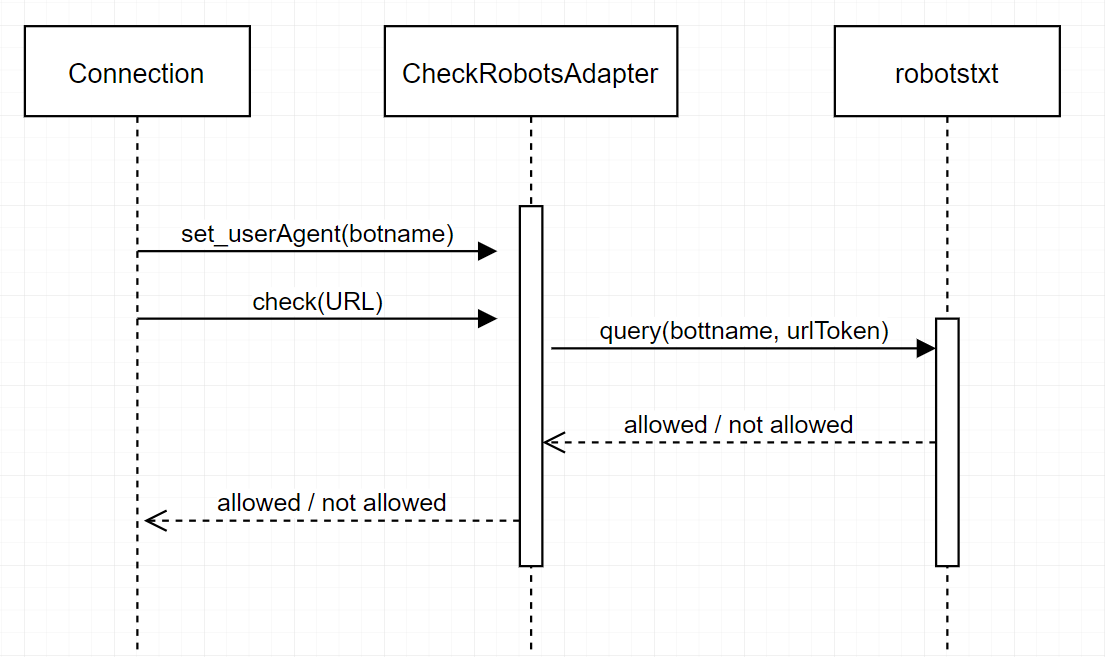 Connection
CheckRobotsAdapter
robotstxt
set_userAgent(botname)
check(URL)
query(bottname, urlToken)
allowed / not allowed
allowed / not allowed